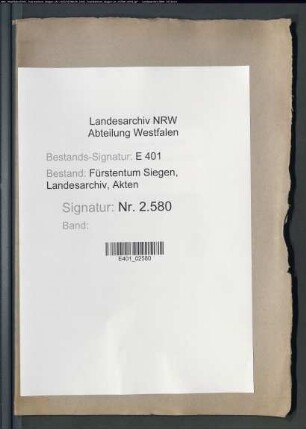 Landesarchiv NRW
Abteilung Westfalen
Bestands-Signatur: E 401
Bestand: Fürstentum Siegen,
Landesarchiv, Akten
Signatur: Nr. 2.580
Band:
E401_02580